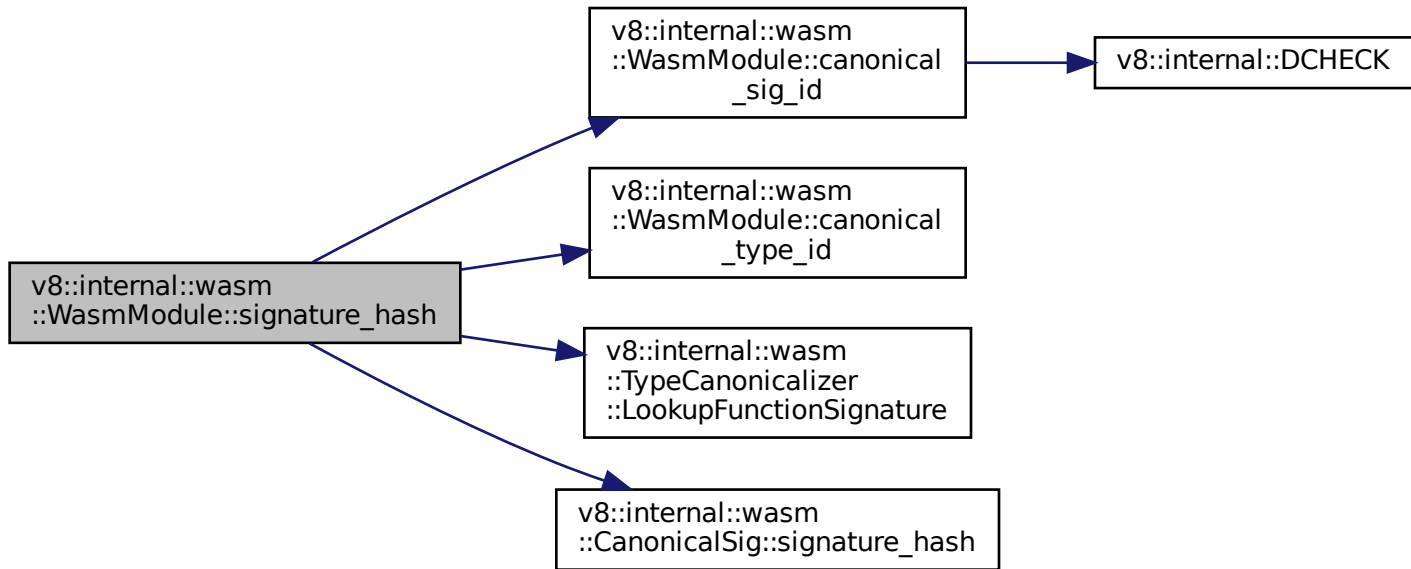 v8::internal::wasm
::WasmModule::signature_hash
v8::internal::wasm
::WasmModule::canonical
_sig_id
v8::internal::DCHECK
v8::internal::wasm
::WasmModule::canonical
_type_id
v8::internal::wasm
::TypeCanonicalizer
::LookupFunctionSignature
v8::internal::wasm
::CanonicalSig::signature_hash